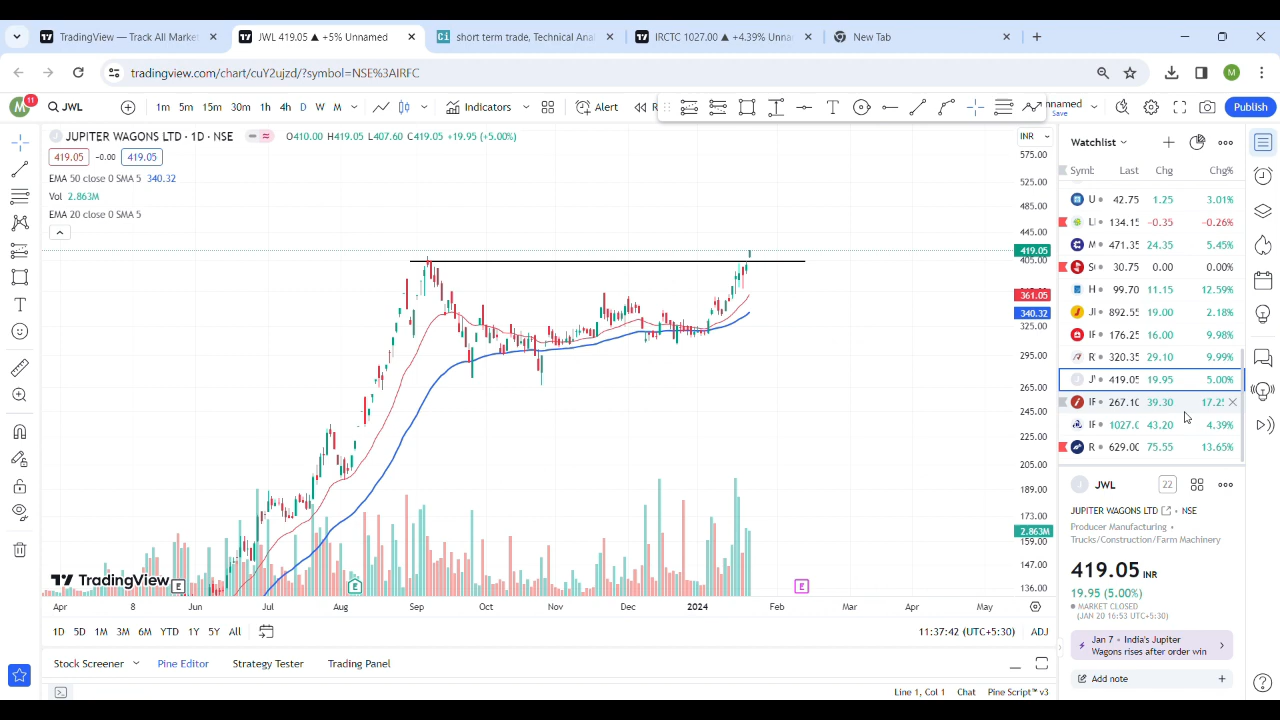 TradingView — Track All Market
JWL 419.05 ▲ +5% Unnamed
short term trade, Technical Anal
IRCTC 1027.00 ▲ +4.39% Unna
New Tab
tradingview.com/chart/cuY2ujzd/?symbol=NSE%3AIRFC
M
M
11
JWL
1m 5m 15m 30m 1h 4h D W M
Indicators
Alert
R
T
named
Save
Publish
JUPITER WAGONS LTD · 1D · NSE
O410.00 H419.05 L407.60 C419.05 +19.95 (+5.00%)
419.05 -0.00 419.05
EMA 50 close 0 SMA 5 340.32
Vol 2.863M
EMA 20 close 0 SMA 5
INR
575.00
525.00
485.00
445.00
419.05
405.00
361.05
340.32
325.00
295.00
265.00
245.00
225.00
205.00
189.00
173.00
2.863M
159.00
147.00
136.00
TradingView
E
E
E
Apr 8 Jun Jul Aug Sep Oct Nov Dec 2024 Feb Mar Apr May
1D 5D 1M 3M 6M YTD 1Y 5Y All
11:37:42 (UTC+5:30) ADJ
Stock Screener Pine Editor Strategy Tester Trading Panel
Line 1, Col 1 Chat Pine Script™ v3
Watchlist
Symb Last Chg Chg%
U 42.75 1.25 3.01%
LI 134.15 -0.35 -0.26%
M 471.35 24.35 5.45%
30.75 0.00 0.00%
H 99.70 11.15 12.59%
JI 892.55 19.00 2.18%
IF 176.25 16.00 9.98%
R 320.35 29.10 9.99%
J 419.05 19.95 5.00%
IF 267.10 39.30 17.2
IF 1027.0 43.20 4.39%
R 629.00 75.55 13.65%
J JWL 22
JUPITER WAGONS LTD • NSE
Producer Manufacturing •
Trucks/Construction/Farm Machinery
419.05 INR
19.95 (5.00%)
MARKET CLOSED
(JAN 20 16:53 UTC+5:30)
Jan 7 • India's Jupiter
Wagons rises after order win
Add note